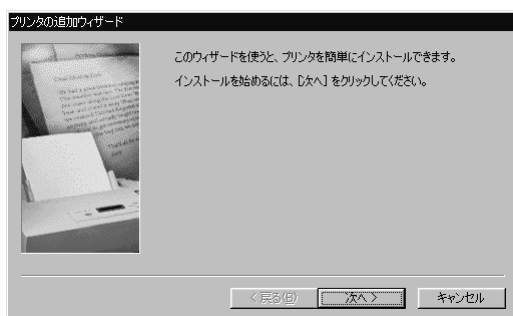 プリンタの追加ウィザード
このウィザードを使うと、プリンタを簡単にインストールできます。
インストールを始めるには、[次へ] をクリックしてください。
< 戻る(B)
次へ >
キャンセル